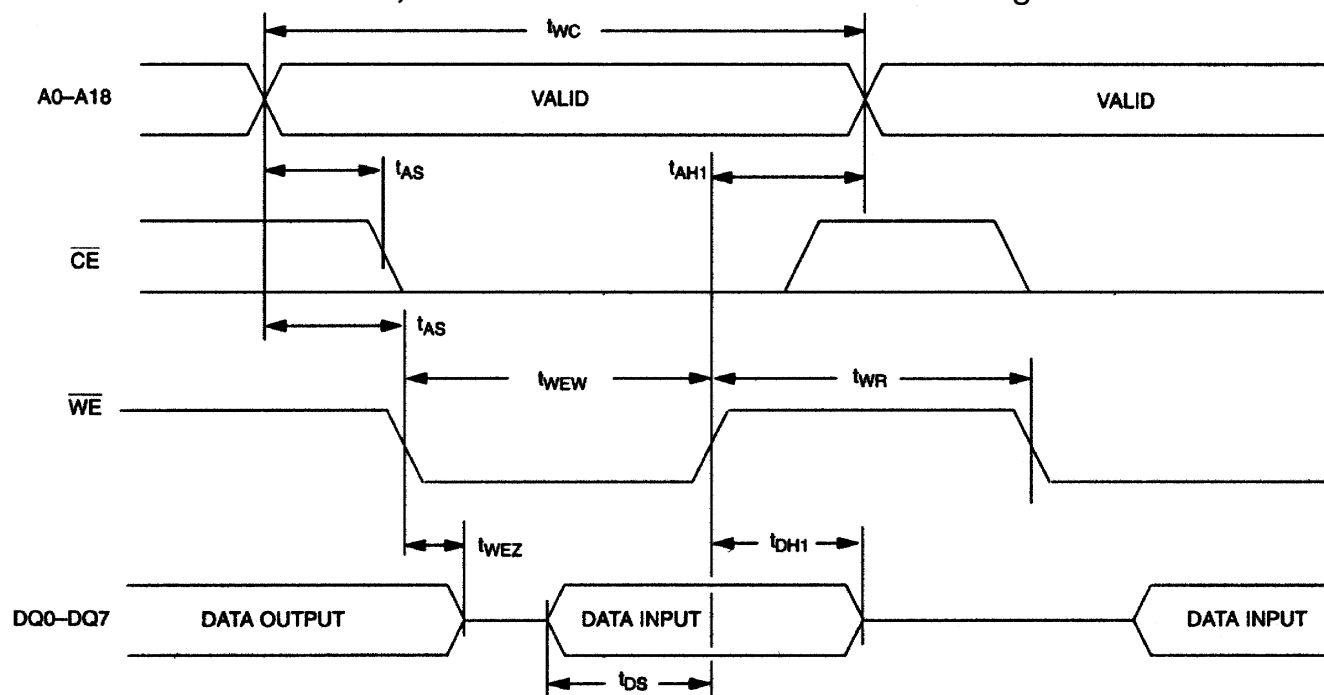 tWC
A0–A18 VALID VALID
tAS tAH1
CE
tAS
tWEW tWR
WE
tWEZ tDH1
DQ0–DQ7 DATA OUTPUT DATA INPUT DATA INPUT
tDS